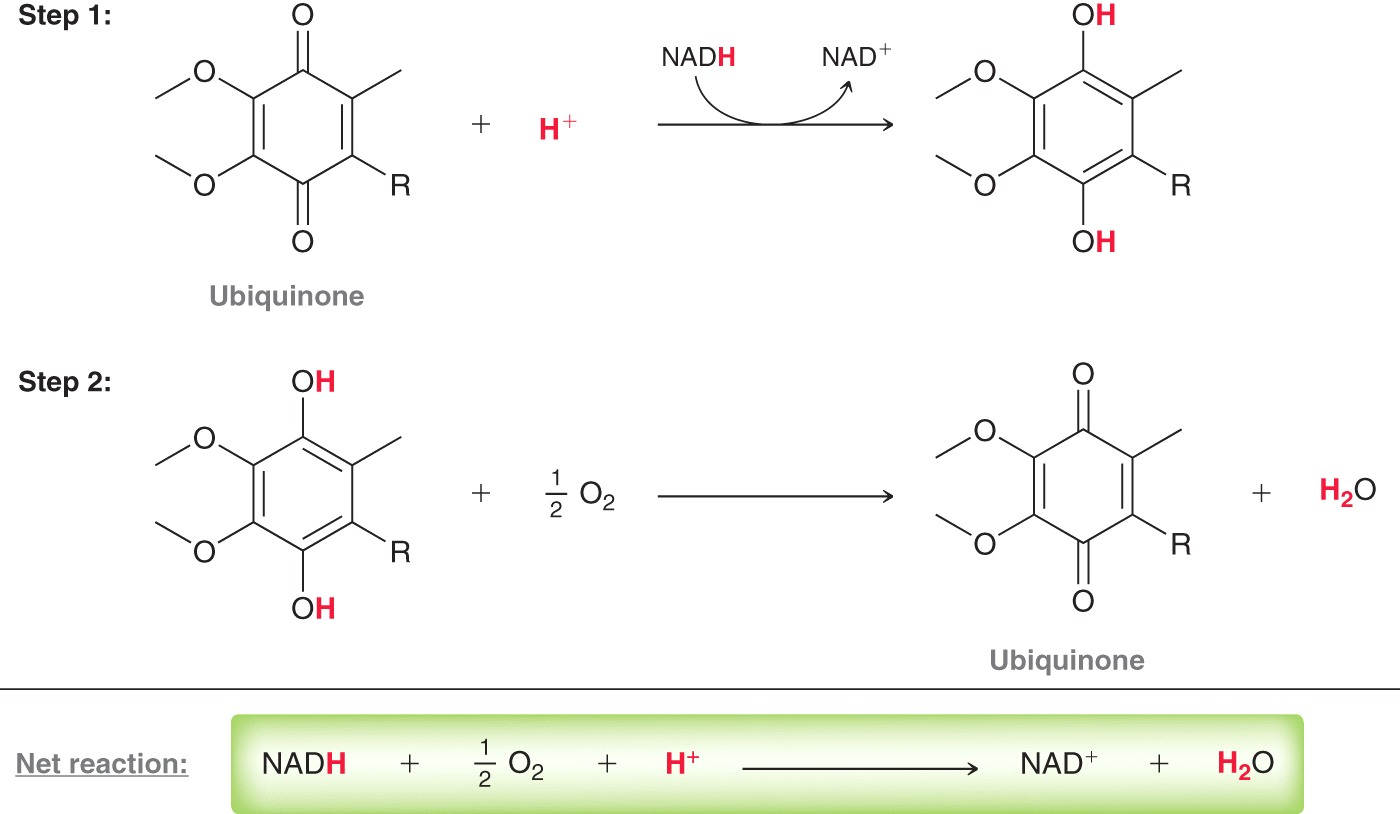 Step 1:
O
O
O
O
R
Ubiquinone
+
H⁺
NADH
NAD⁺
OH
O
O
R
OH
Step 2:
OH
O
O
R
OH
+
1/2 O₂
O
O
O
R
O
Ubiquinone
+
H₂O
Net reaction:
NADH + 1/2 O₂ + H⁺ → NAD⁺ + H₂O